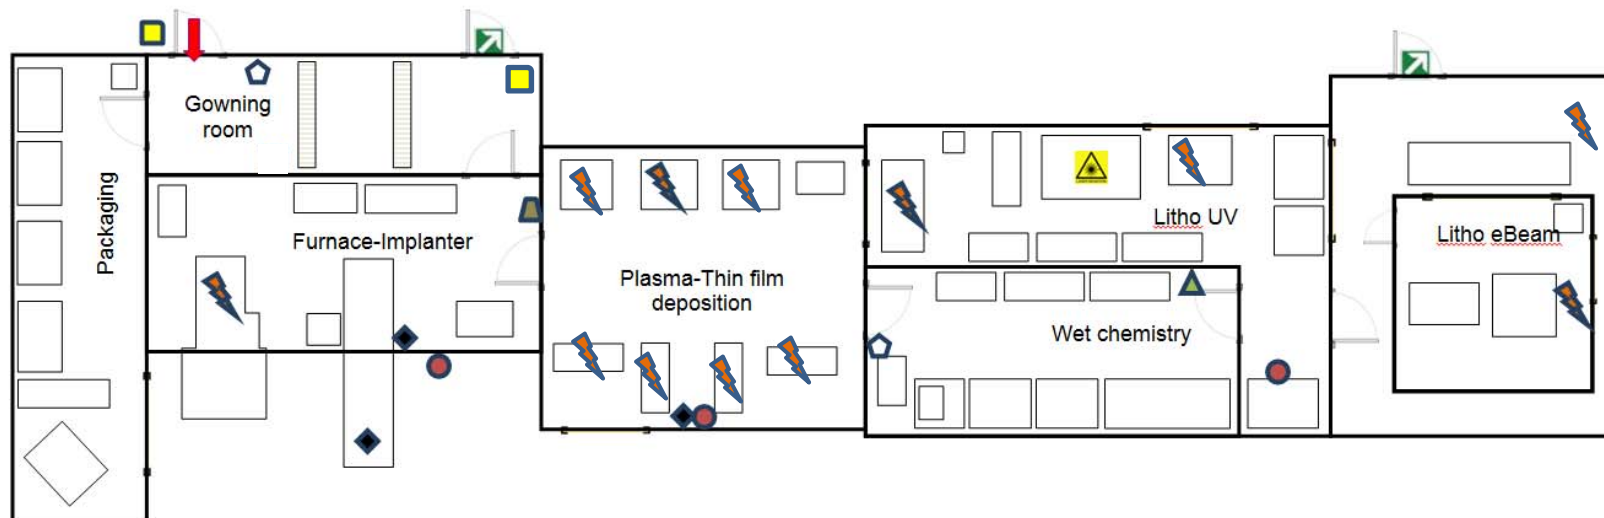 Gowning
room
Packaging
Furnace-Implanter
Plasma-Thin film
deposition
Litho UV
Wet chemistry
Litho eBeam